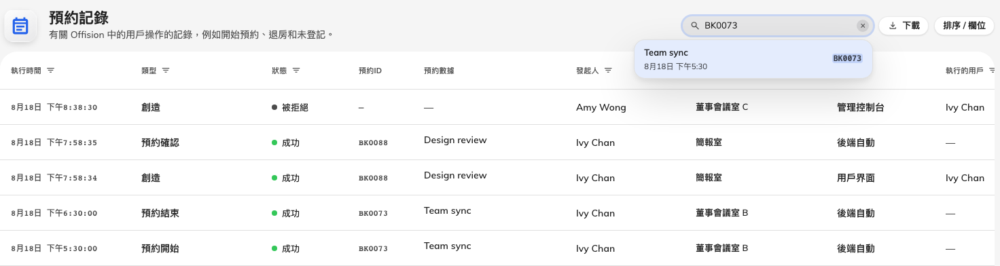 預約記錄
有關 Offision 中的用戶操作的記錄，例如開始預約、退房和未登記。
BK0073
下載
排序 / 欄位
Team sync
8月18日 下午5:30
BK0073
執行時間 類型 狀態 預約ID 預約數據 發起人 執行的用戶
8月18日 下午8:38:30 創造 被拒絕 – — Amy Wong 董事會議室 C 管理控制台 Ivy Chan
8月18日 下午7:58:35 預約確認 成功 BK0088 Design review Ivy Chan 簡報室 後端自動 —
8月18日 下午7:58:34 創造 成功 BK0088 Design review Ivy Chan 簡報室 用戶界面 Ivy Chan
8月18日 下午6:30:00 預約結束 成功 BK0073 Team sync Ivy Chan 董事會議室 B 後端自動 —
8月18日 下午5:30:00 預約開始 成功 BK0073 Team sync Ivy Chan 董事會議室 B 後端自動 —